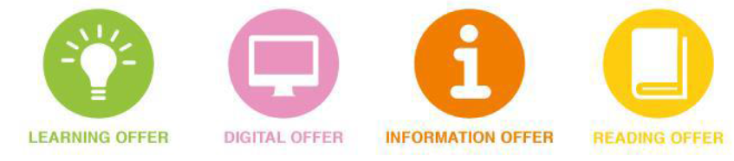 LEARNING OFFER
DIGITAL OFFER
INFORMATION OFFER
READING OFFER